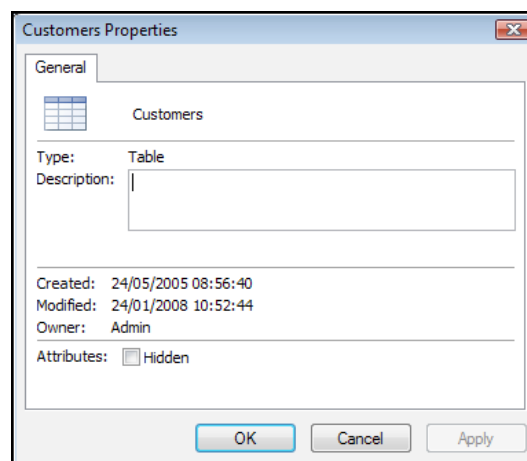 Customers Properties
General
Customers
Type: Table
Description:
Created: 24/05/2005 08:56:40
Modified: 24/01/2008 10:52:44
Owner: Admin
Attributes: Hidden
OK Cancel Apply